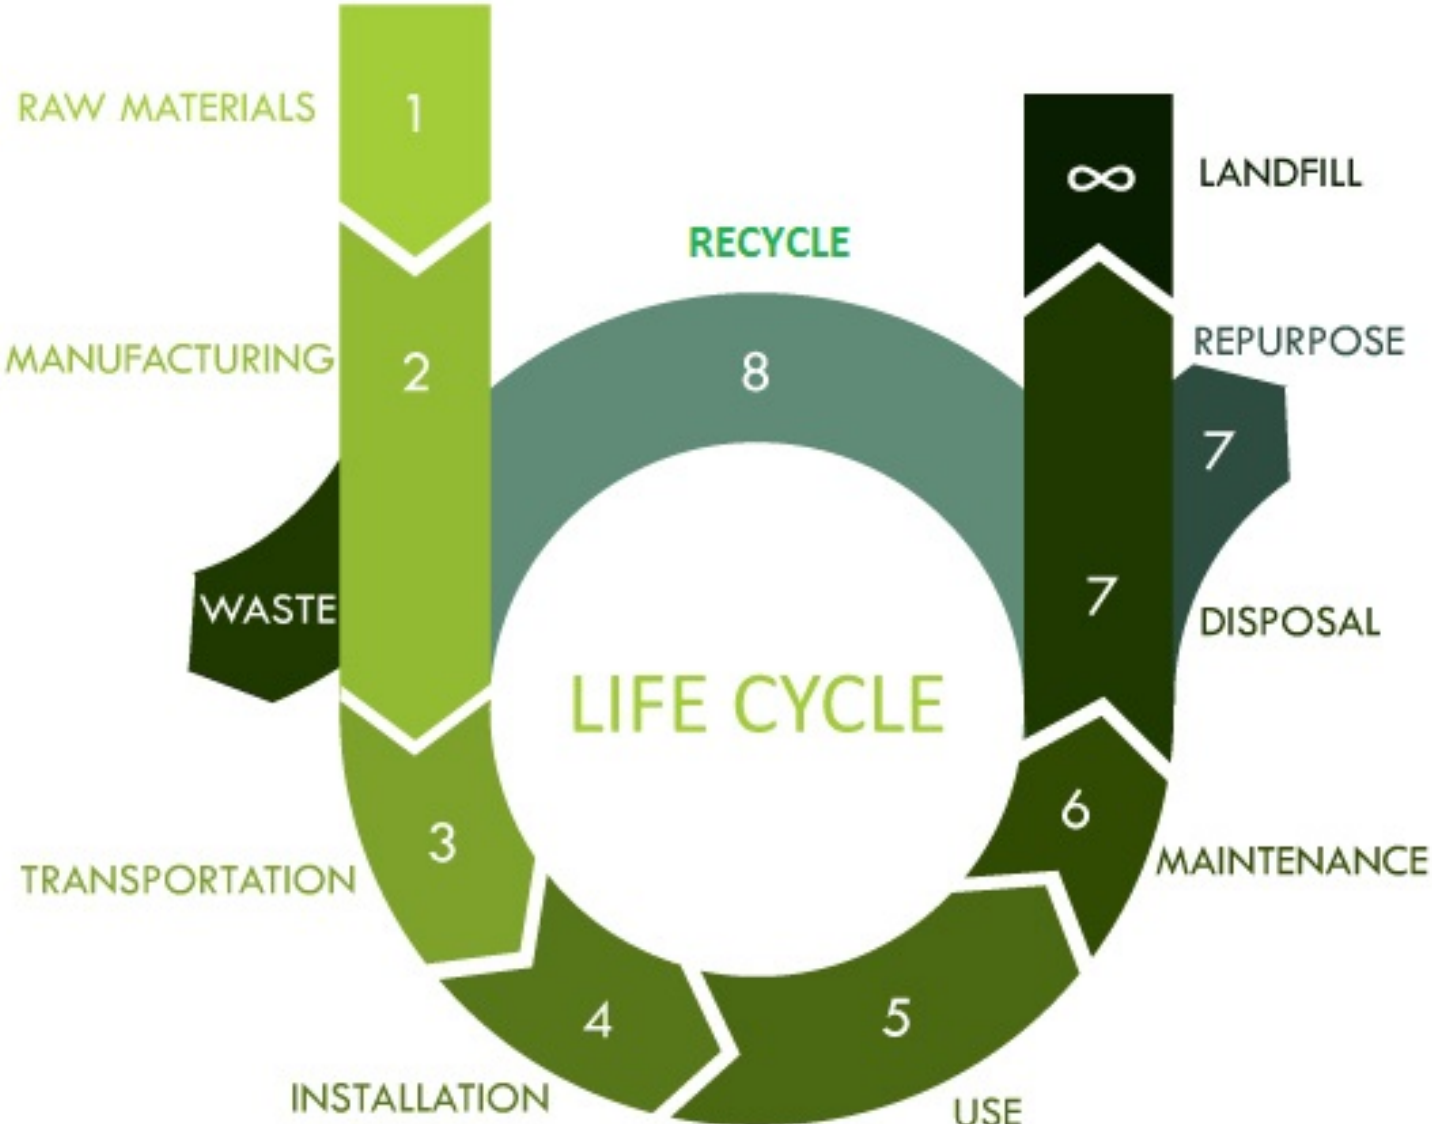 RAW MATERIALS
1
∞
LANDFILL
RECYCLE
REPURPOSE
MANUFACTURING
2
8
7
WASTE
7
DISPOSAL
LIFE CYCLE
6
3
MAINTENANCE
TRANSPORTATION
4
5
INSTALLATION
USE